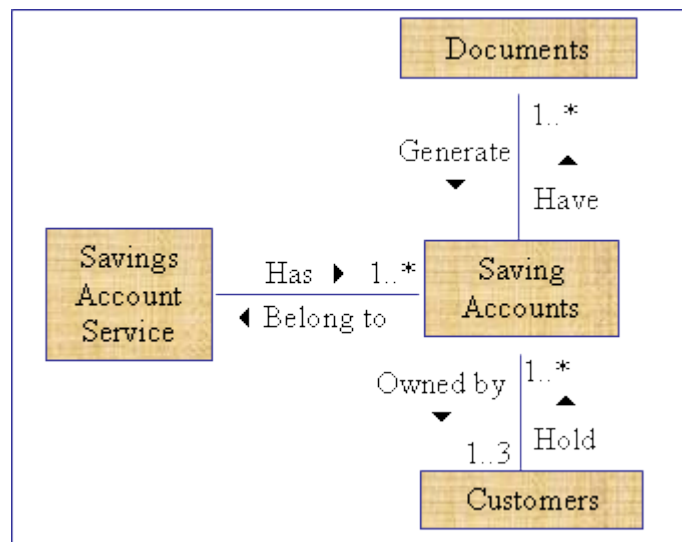 Documents
1..*
Generate
Have
Savings
Account
Service
Has
1..*
Belong to
Saving
Accounts
Owned by
1..*
1..3
Hold
Customers